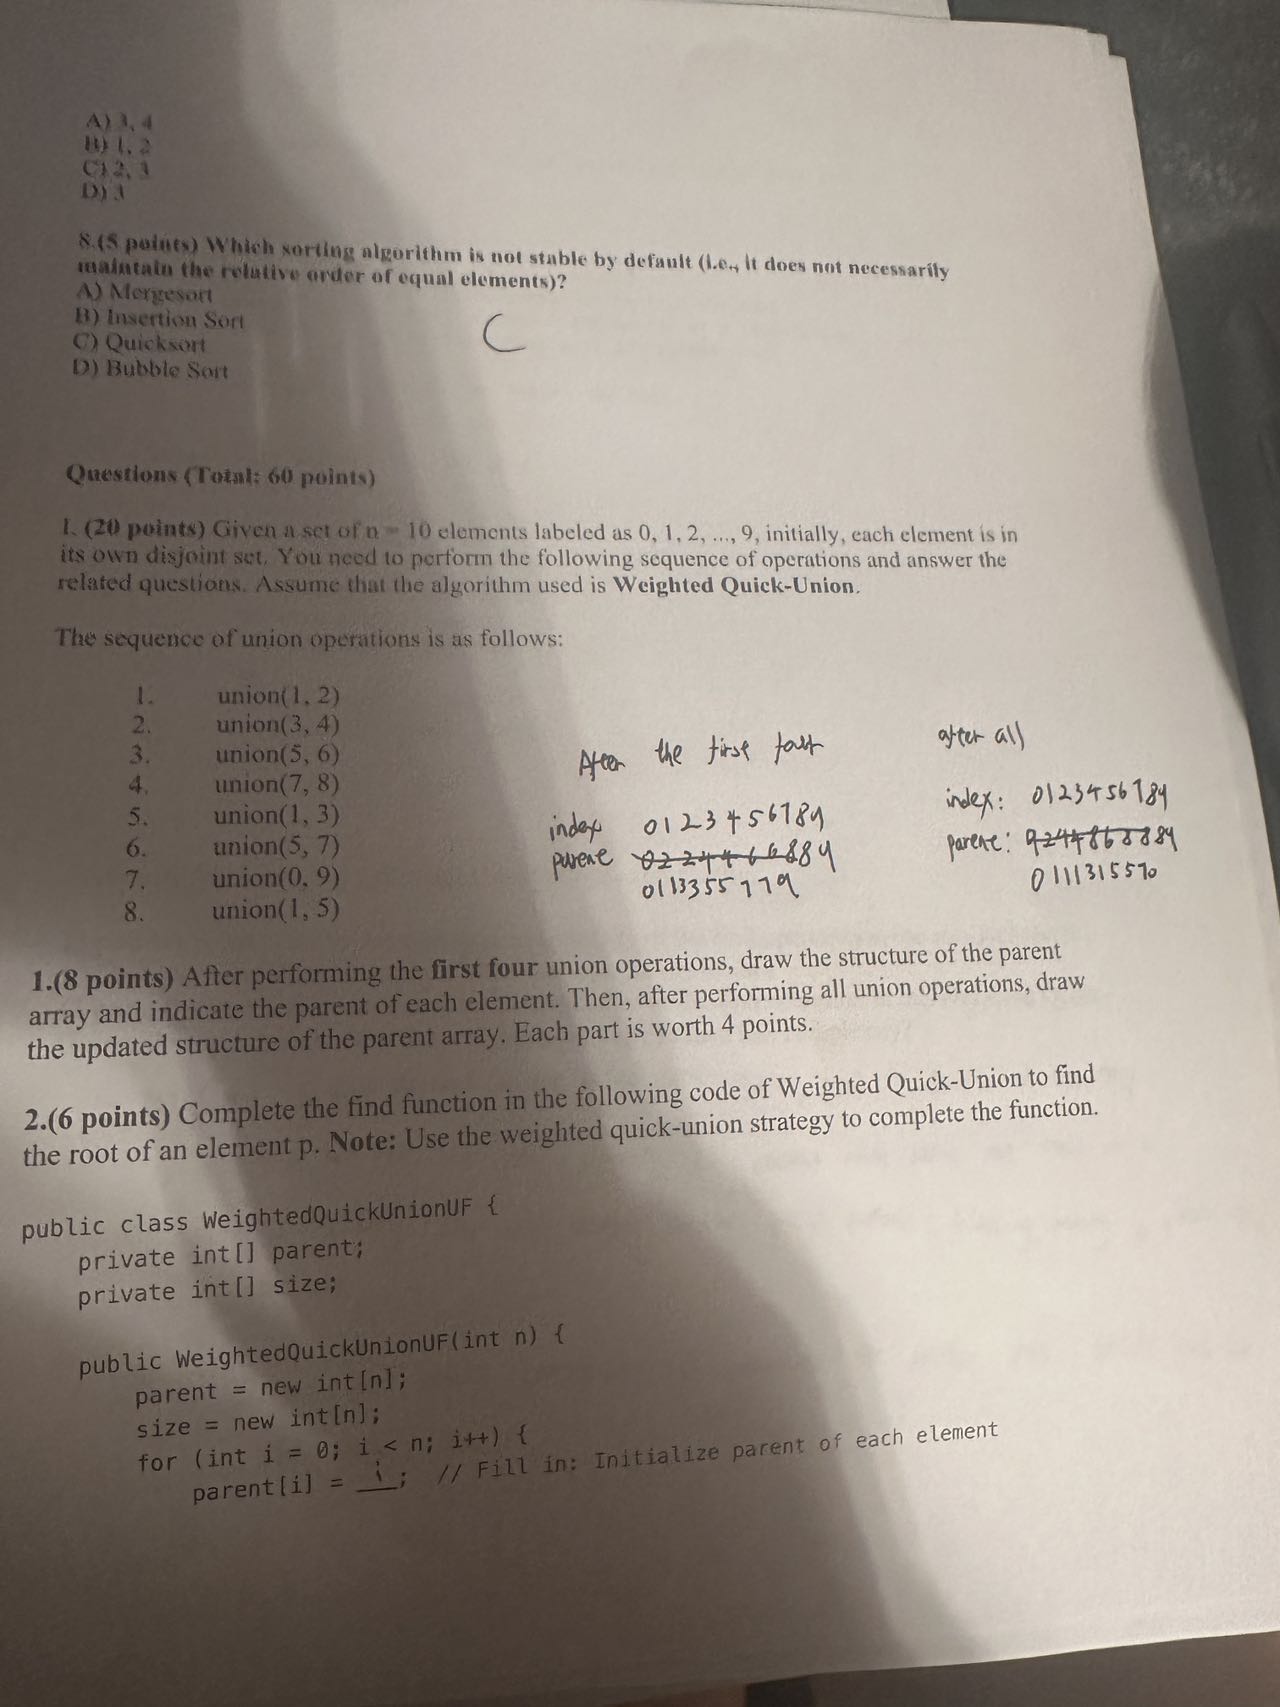 A) 3, 4
B) 1, 2
C) 2, 3
D) 3
8.(5 points) Which sorting algorithm is not stable by default (i.e., it does not necessarily
maintain the relative order of equal elements)?
A) Mergesort
B) Insertion Sort
C) Quicksort
D) Bubble Sort
C
Questions (Total: 60 points)
1. (20 points) Given a set of n = 10 elements labeled as 0, 1, 2, ..., 9, initially, each element is in
its own disjoint set. You need to perform the following sequence of operations and answer the
related questions. Assume that the algorithm used is Weighted Quick-Union.
The sequence of union operations is as follows:
1. union(1, 2)
2. union(3, 4)
3. union(5, 6)
4. union(7, 8)
5. union(1, 3)
6. union(5, 7)
7. union(0, 9)
8. union(1, 5)
After the first four
index 0123456789
parent 0224466889
0113355779
after all
index: 0123456789
parent: 9244868889
0111315570
1.(8 points) After performing the first four union operations, draw the structure of the parent
array and indicate the parent of each element. Then, after performing all union operations, draw
the updated structure of the parent array. Each part is worth 4 points.
2.(6 points) Complete the find function in the following code of Weighted Quick-Union to find
the root of an element p. Note: Use the weighted quick-union strategy to complete the function.
public class WeightedQuickUnionUF {
private int[] parent;
private int[] size;
public WeightedQuickUnionUF(int n) {
parent = new int[n];
size = new int[n];
for (int i = 0; i < n; i++) {
parent[i] = i; // Fill in: Initialize parent of each element